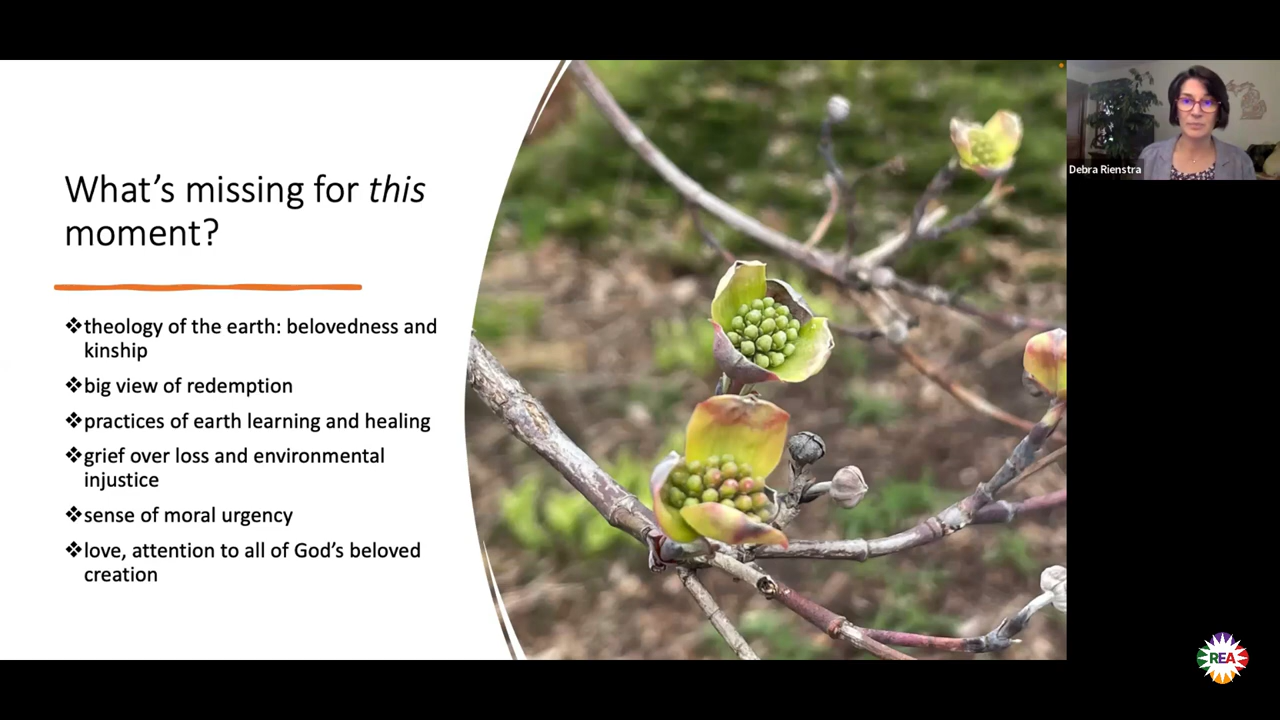 What's missing for this
moment?
❖theology of the earth: belovedness and
kinship
❖big view of redemption
❖practices of earth learning and healing
❖grief over loss and environmental
injustice
❖sense of moral urgency
❖love, attention to all of God's beloved
creation
Debra Rienstra
REA